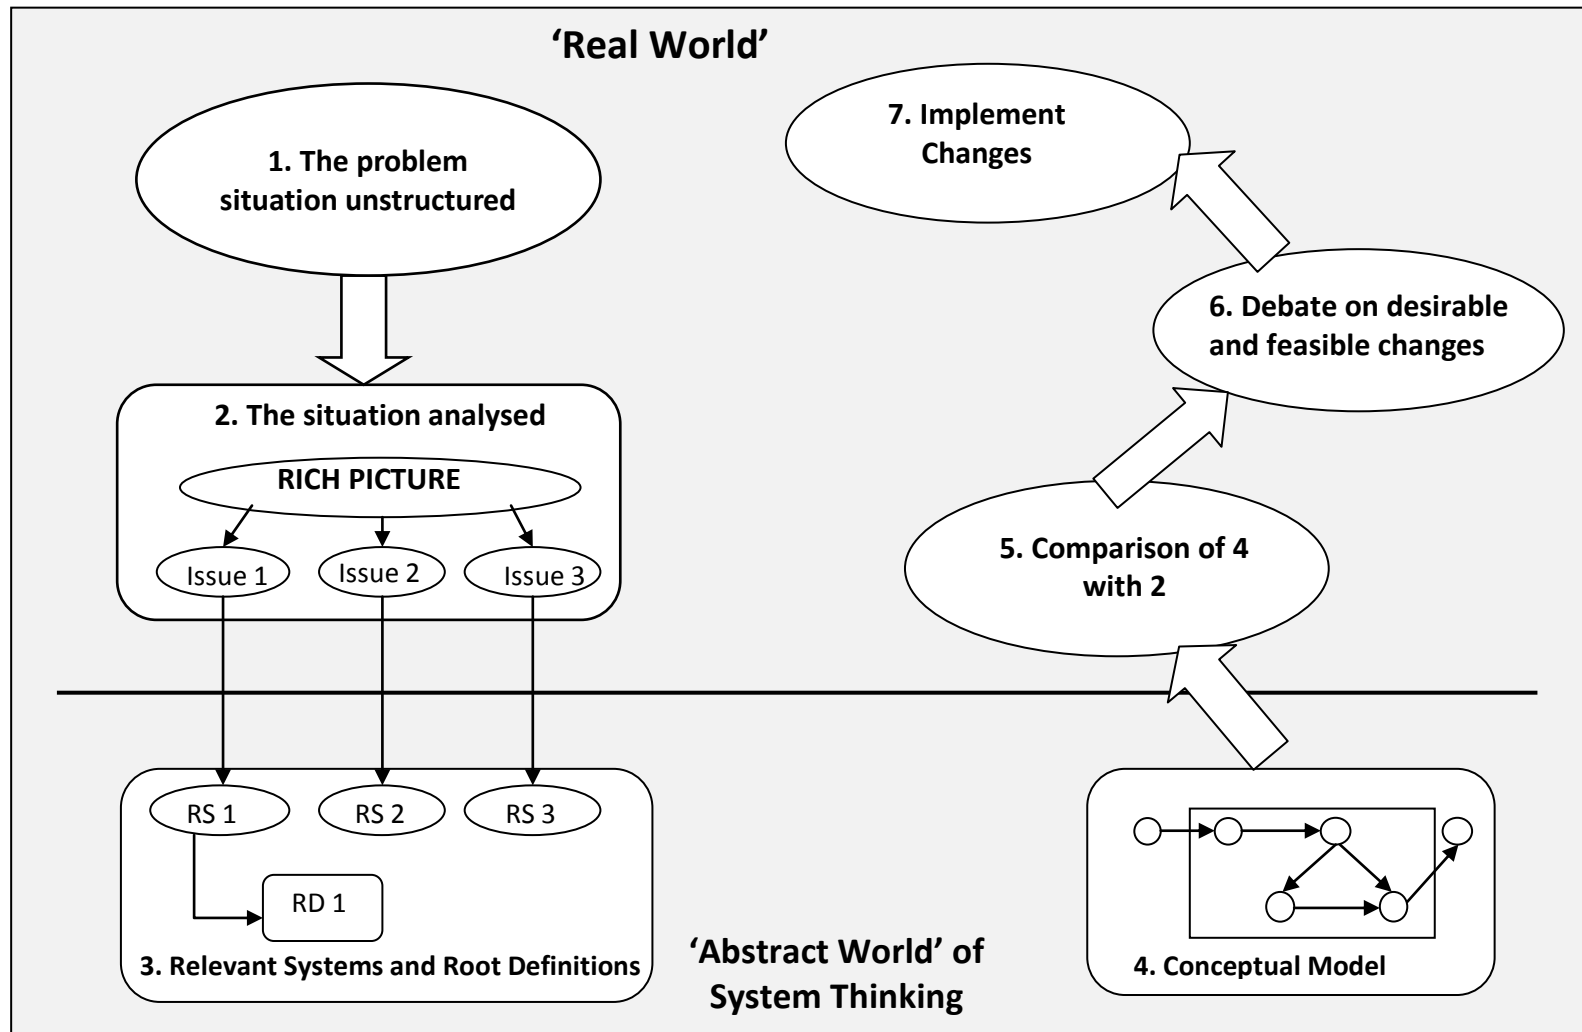 ‘Real World’
1. The problem
situation unstructured
2. The situation analysed
RICH PICTURE
Issue 1
Issue 2
Issue 3
RS 1
RS 2
RS 3
RD 1
3. Relevant Systems and Root Definitions
‘Abstract World’ of
System Thinking
4. Conceptual Model
5. Comparison of 4
with 2
6. Debate on desirable
and feasible changes
7. Implement
Changes